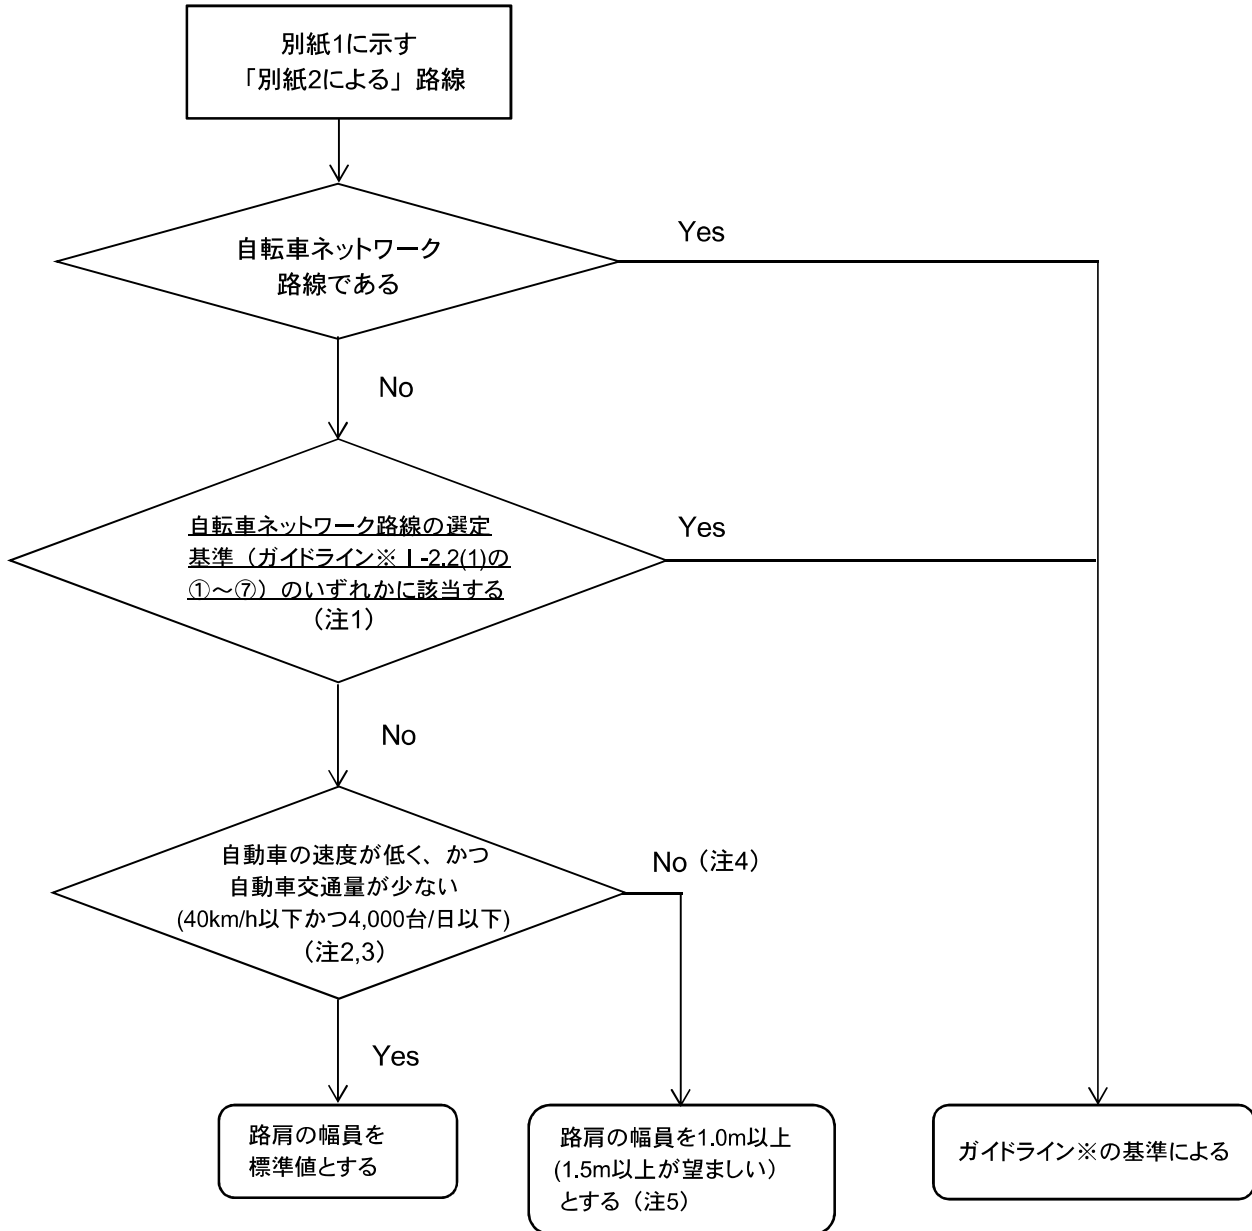 別紙1に示す
「別紙2による」路線
自転車ネットワーク
路線である
Yes
No
自転車ネットワーク路線の選定
基準（ガイドライン※Ⅰ-2.2(1)の
①～⑦）のいずれかに該当する
（注1）
Yes
No
自動車の速度が低く、かつ
自動車交通量が少ない
(40km/h以下かつ4,000台/日以下)
（注2,3）
No（注4）
Yes
路肩の幅員を
標準値とする
路肩の幅員を1.0m以上
(1.5m以上が望ましい）
とする（注5）
ガイドライン※の基準による